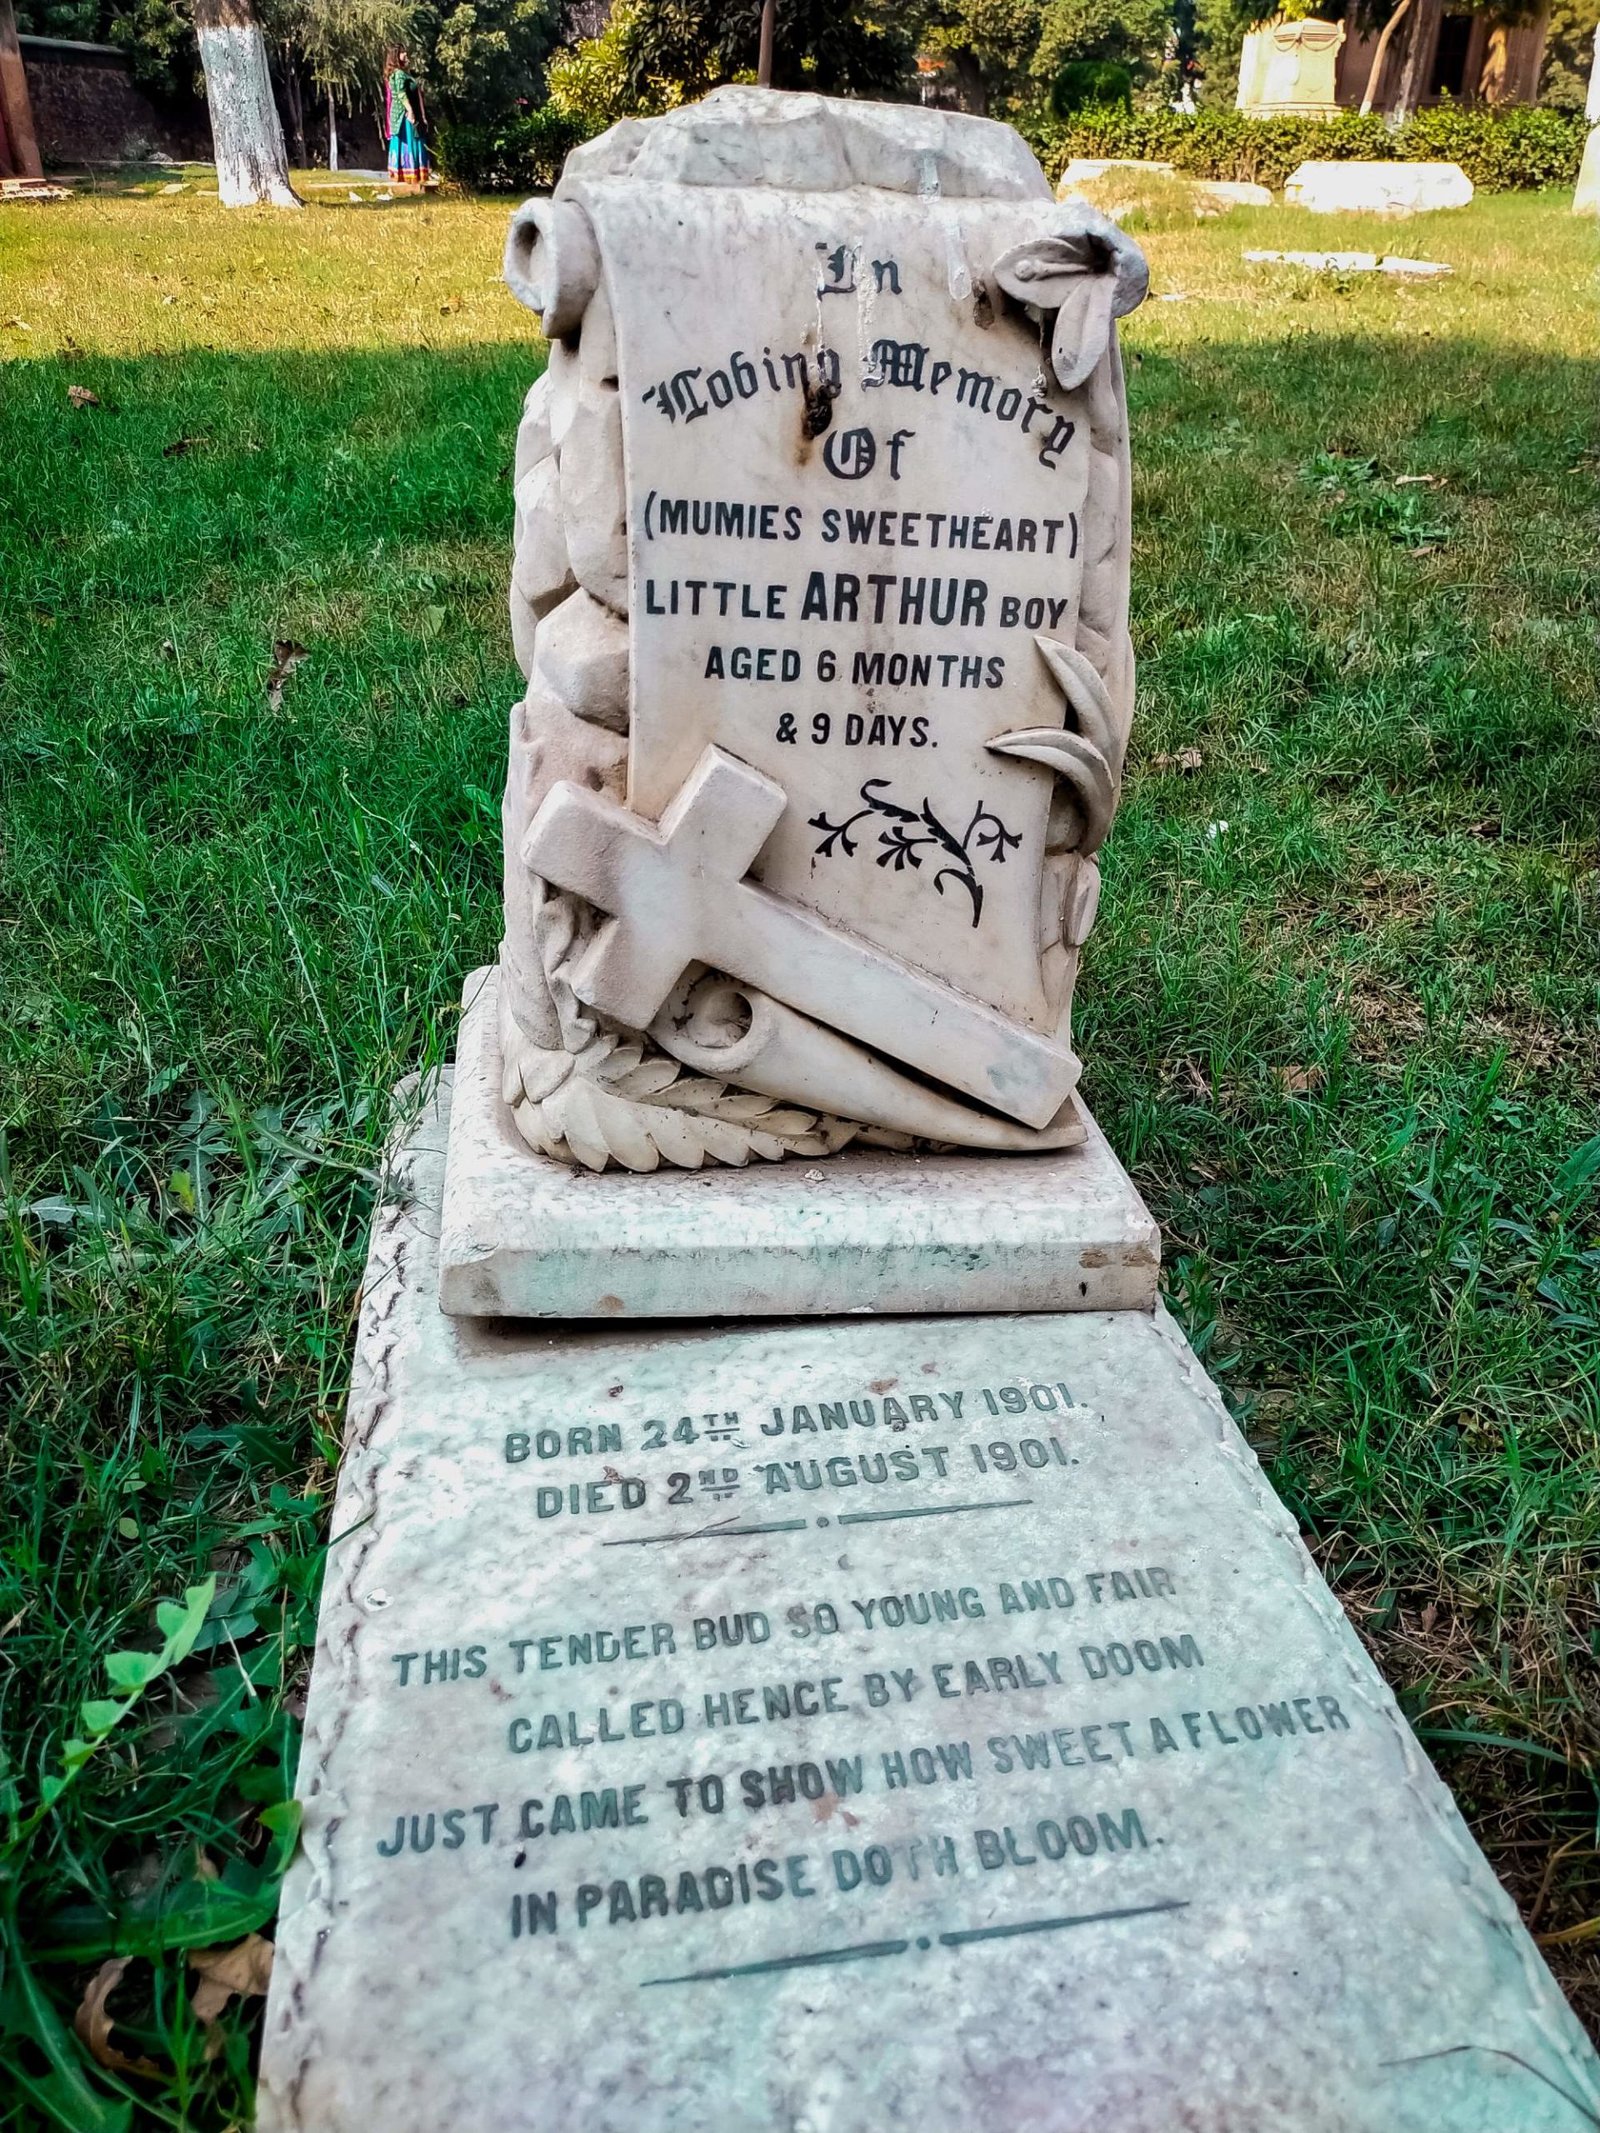 In
Loving Memory
Of
(MUMIES SWEETHEART)
LITTLE ARTHUR BOY
AGED 6 MONTHS
& 9 DAYS.
BORN 24TH JANUARY 1901.
DIED 2ND AUGUST 1901.
THIS TENDER BUD SO YOUNG AND FAIR
CALLED HENCE BY EARLY DOOM
JUST CAME TO SHOW HOW SWEET A FLOWER
IN PARADISE DOTH BLOOM.